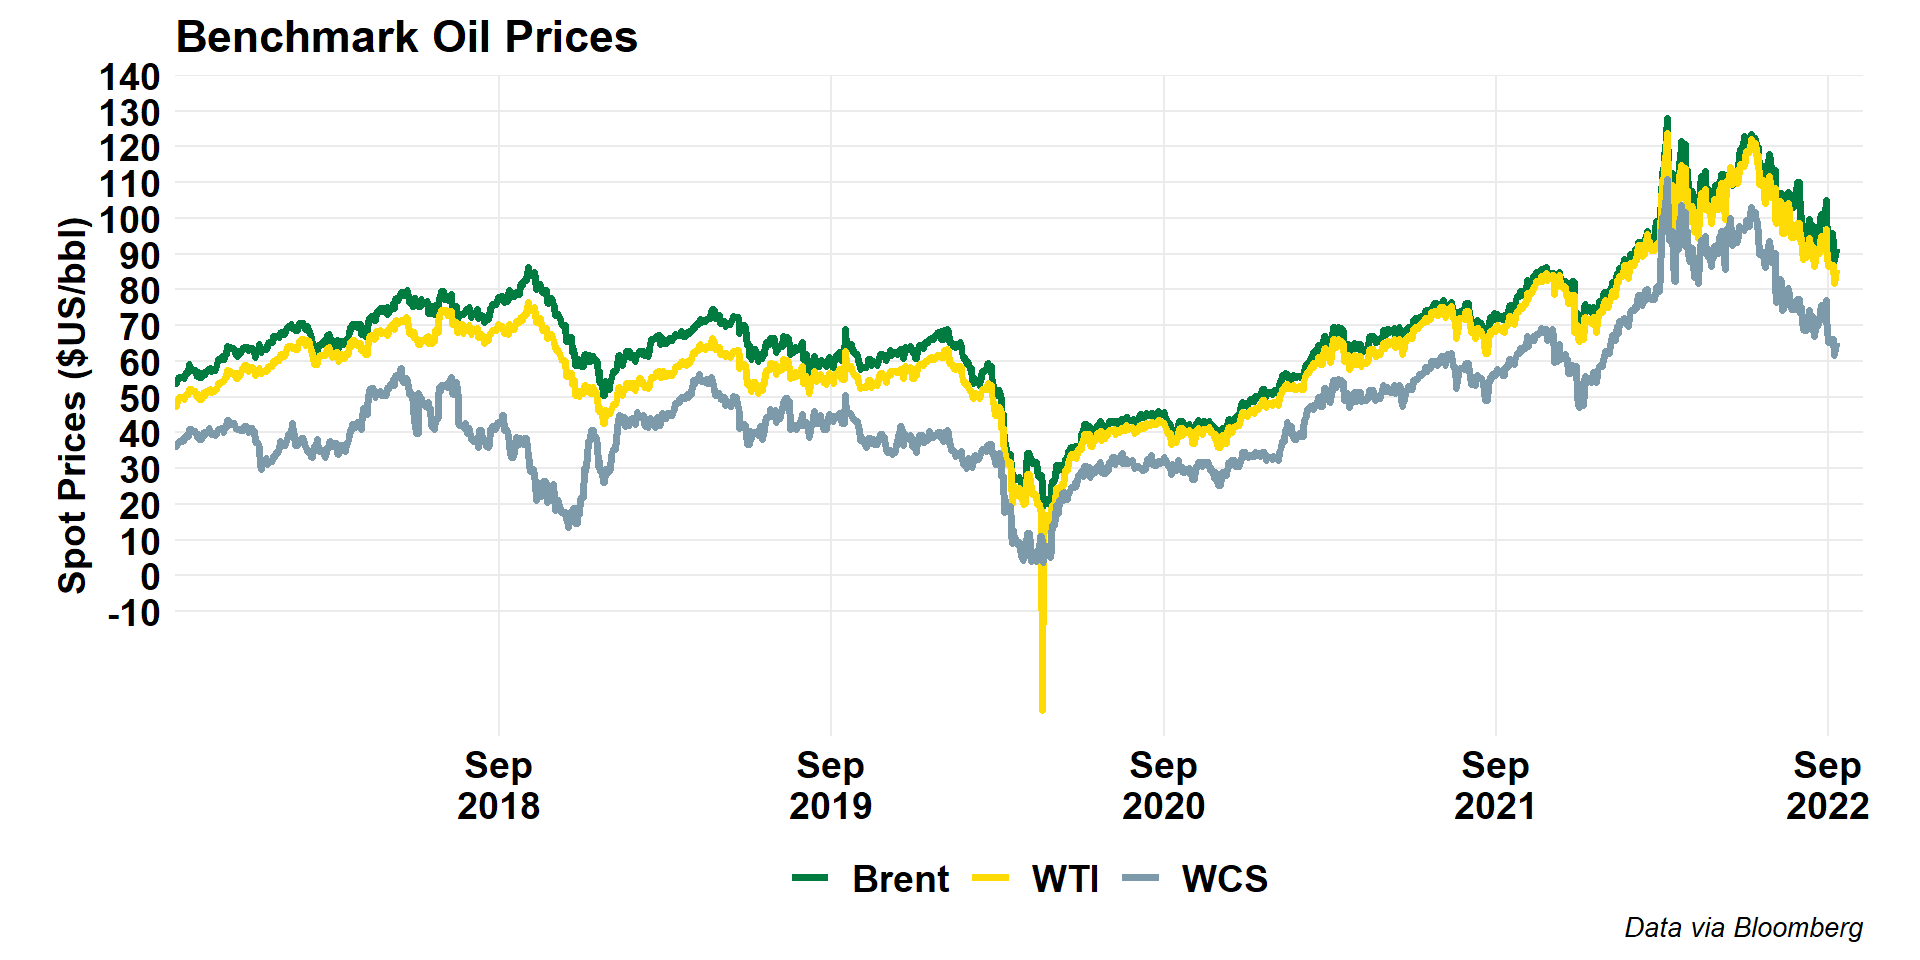 Benchmark Oil Prices
Spot Prices ($US/bbl)
140
130
120
110
100
90
80
70
60
50
40
30
20
10
0
-10
Sep
2018
Sep
2019
Sep
2020
Sep
2021
Sep
2022
Brent
WTI
WCS
Data via Bloomberg